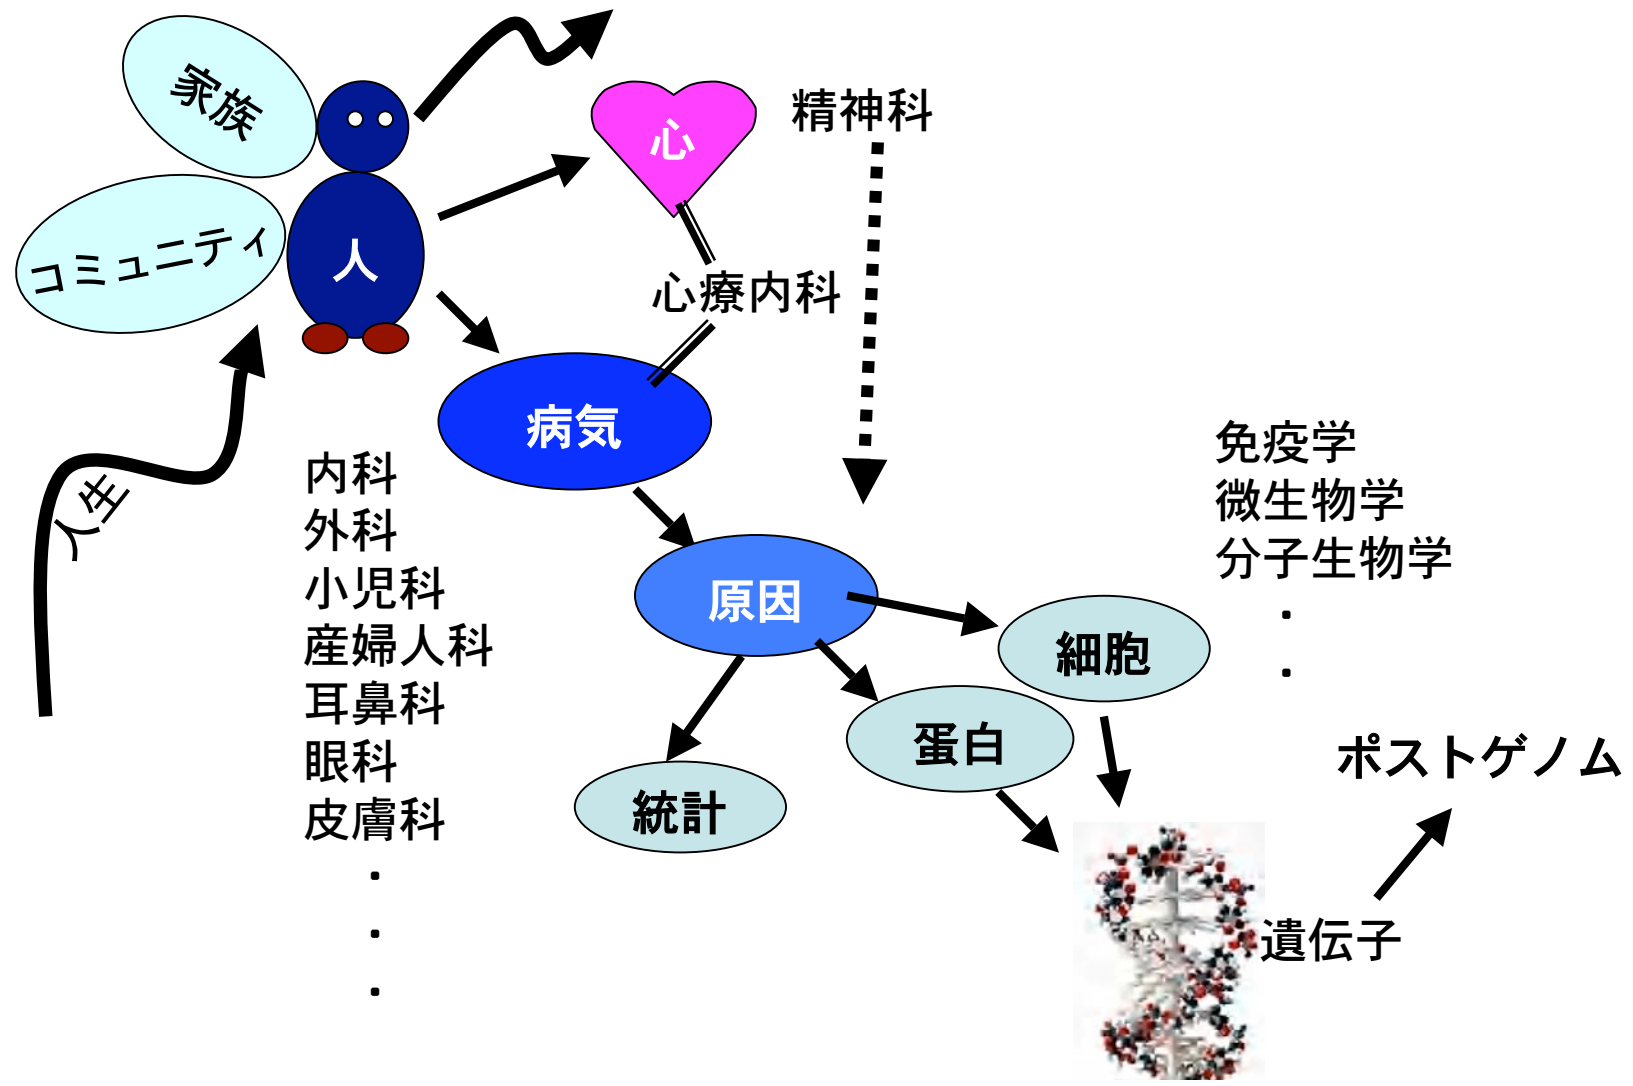 家族
コミュニティ
人
心
精神科
心療内科
病気
人生
内科
外科
小児科
産婦人科
耳鼻科
眼科
皮膚科
・
・
・
原因
免疫学
微生物学
分子生物学
・
・
細胞
蛋白
統計
ポストゲノム
遺伝子